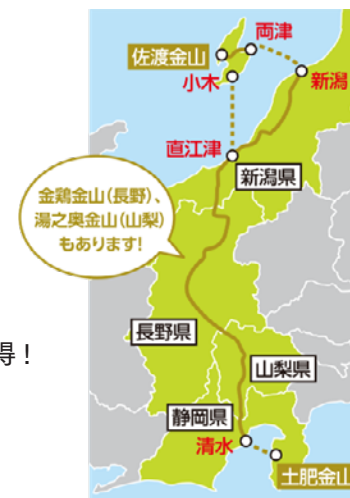 両津
佐渡金山
小木
新潟
直江津
新潟県
金鶏金山(長野)、
湯之奥金山(山梨)
もあります!
得!
長野県
山梨県
静岡県
清水
土肥金山